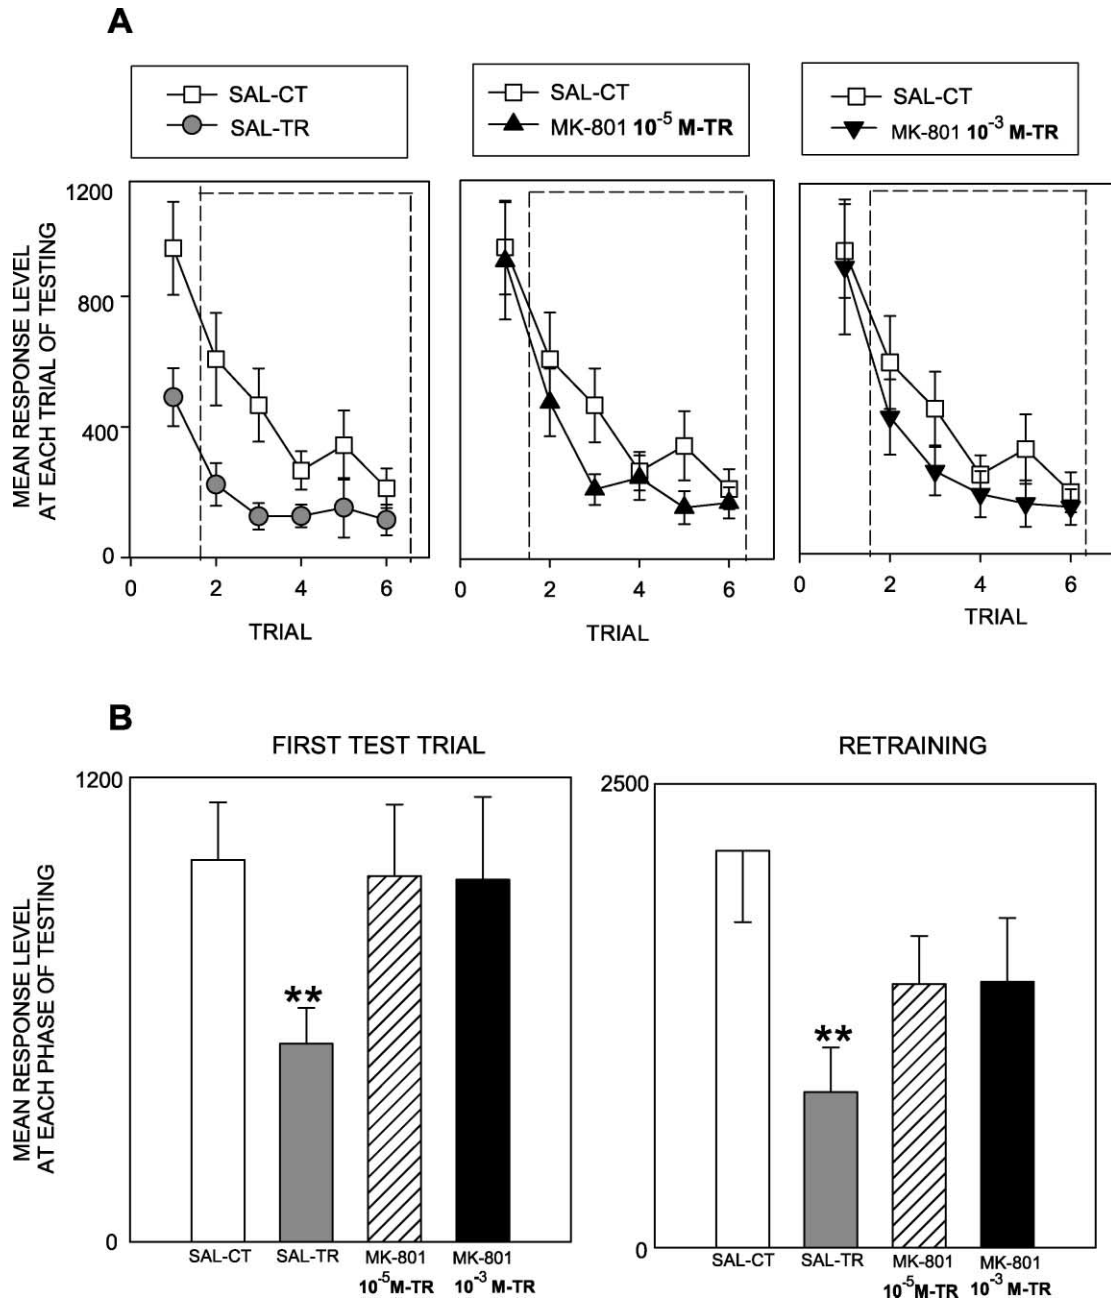 A
SAL-CT
SAL-TR
SAL-CT
MK-801 10⁻⁵ M-TR
SAL-CT
MK-801 10⁻³ M-TR
MEAN RESPONSE LEVEL
AT EACH TRIAL OF TESTING
1200
800
400
0
0 2 4 6
TRIAL
0 2 4 6
TRIAL
0 2 4 6
TRIAL
B
FIRST TEST TRIAL
RETRAINING
MEAN RESPONSE LEVEL
AT EACH PHASE OF TESTING
1200
0
**
SAL-CT
SAL-TR
MK-801
10⁻⁵M-TR
MK-801
10⁻³ M-TR
2500
0
**
SAL-CT
SAL-TR
MK-801
10⁻⁵M-TR
MK-801
10⁻³ M-TR